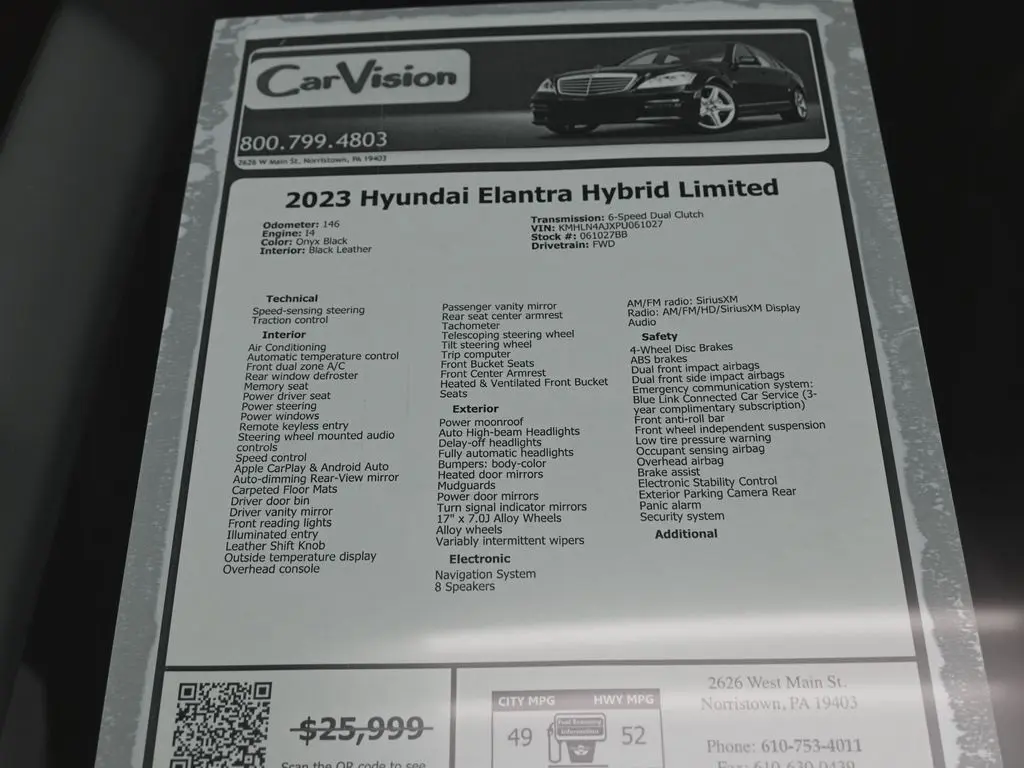 CarVision
800.799.4803
2626 W Main St, Norristown, PA 19403
2023 Hyundai Elantra Hybrid Limited
Odometer: 146
Engine: I4
Color: Onyx Black
Interior: Black Leather
Transmission: 6-Speed Dual Clutch
VIN: KMHLN4AJXPU061027
Stock #: 061027BB
Drivetrain: FWD
Technical
Speed-sensing steering
Traction control
Interior
Air Conditioning
Automatic temperature control
Front dual zone A/C
Rear window defroster
Memory seat
Power driver seat
Power steering
Power windows
Remote keyless entry
Steering wheel mounted audio
controls
Speed control
Apple CarPlay & Android Auto
Auto-dimming Rear-View mirror
Carpeted Floor Mats
Driver door bin
Driver vanity mirror
Front reading lights
Illuminated entry
Leather Shift Knob
Outside temperature display
Overhead console
Passenger vanity mirror
Rear seat center armrest
Tachometer
Telescoping steering wheel
Tilt steering wheel
Trip computer
Front Bucket Seats
Front Center Armrest
Heated & Ventilated Front Bucket
Seats
Exterior
Power moonroof
Auto High-beam Headlights
Delay-off headlights
Fully automatic headlights
Bumpers: body-color
Heated door mirrors
Mudguards
Power door mirrors
Turn signal indicator mirrors
17" x 7.0J Alloy Wheels
Alloy wheels
Variably intermittent wipers
Electronic
Navigation System
8 Speakers
AM/FM radio: SiriusXM
Radio: AM/FM/HD/SiriusXM Display
Audio
Safety
4-Wheel Disc Brakes
ABS brakes
Dual front impact airbags
Dual front side impact airbags
Emergency communication system:
Blue Link Connected Car Service (3-
year complimentary subscription)
Front anti-roll bar
Front wheel independent suspension
Low tire pressure warning
Occupant sensing airbag
Overhead airbag
Brake assist
Electronic Stability Control
Exterior Parking Camera Rear
Panic alarm
Security system
Additional
$25,999
Scan the QR code to see
CITY MPG
HWY MPG
Fuel Economy
Information
49
52
2626 West Main St.
Norristown, PA 19403
Phone: 610-753-4011
Fax: 610-630-0439